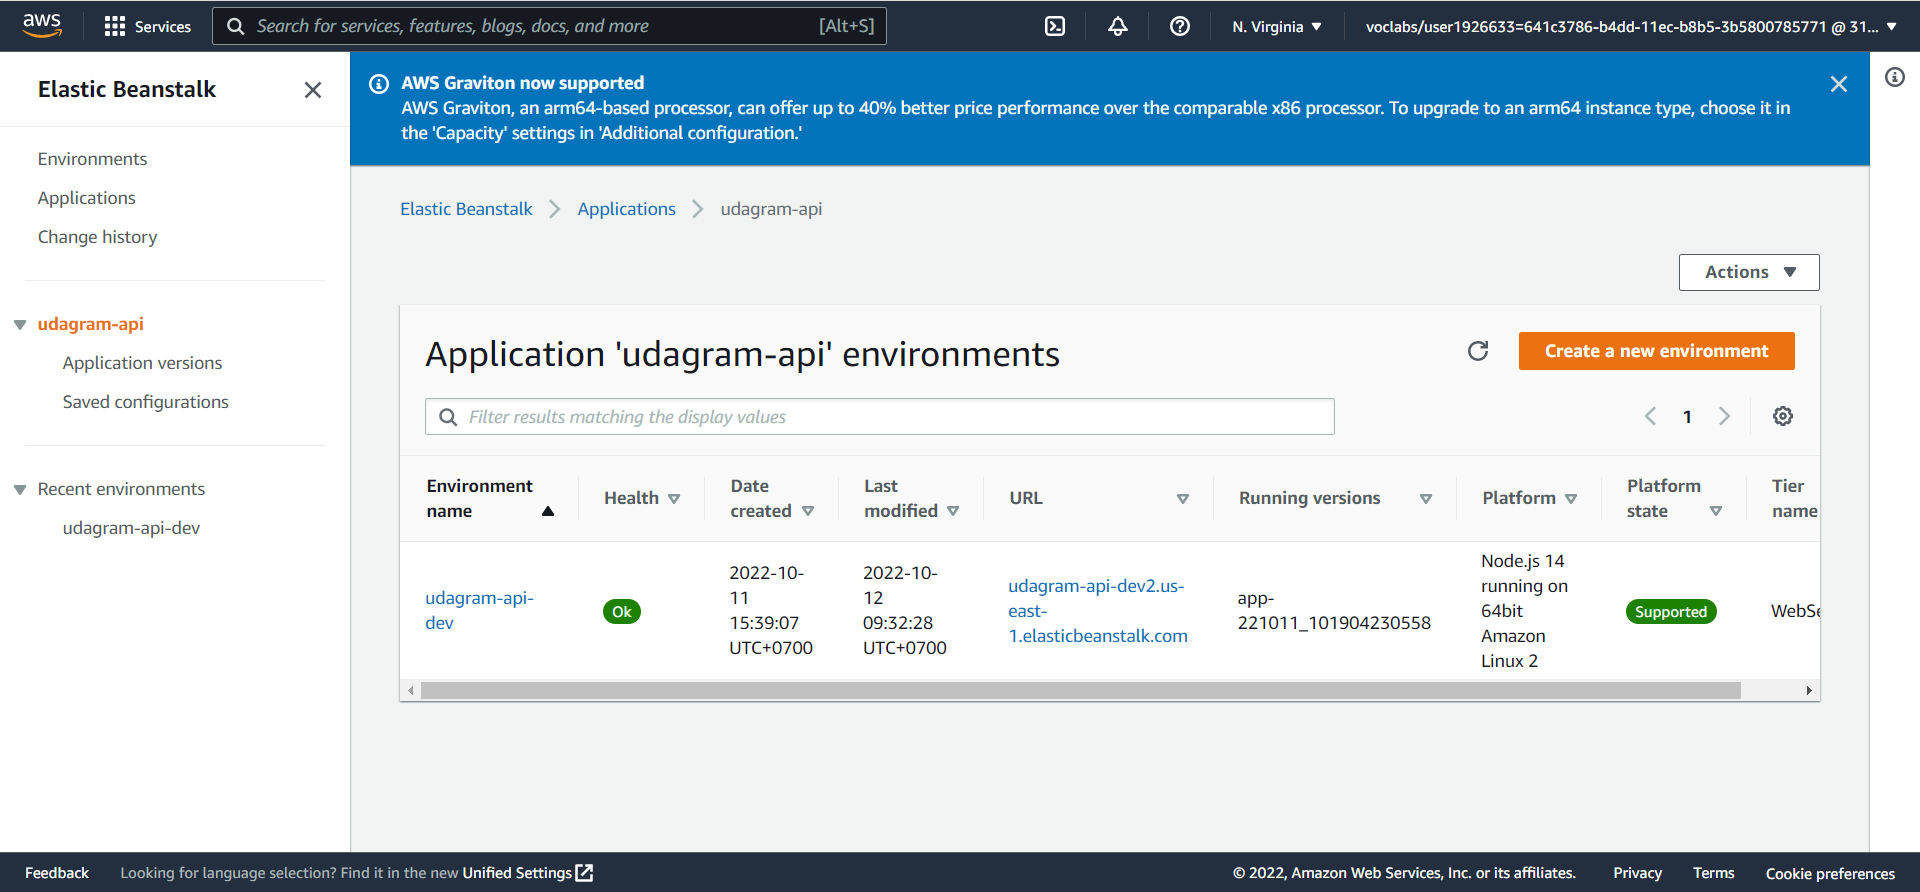 aws
Services
Search for services, features, blogs, docs, and more
[Alt+S]
N. Virginia
voclabs/user1926633=641c3786-b4dd-11ec-b8b5-3b5800785771 @ 31...
Elastic Beanstalk
Environments
Applications
Change history
udagram-api
Application versions
Saved configurations
Recent environments
udagram-api-dev
AWS Graviton now supported
AWS Graviton, an arm64-based processor, can offer up to 40% better price performance over the comparable x86 processor. To upgrade to an arm64 instance type, choose it in
the 'Capacity' settings in 'Additional configuration.'
Elastic Beanstalk
Applications
udagram-api
Actions
Application 'udagram-api' environments
Create a new environment
Filter results matching the display values
1
Environment
name
Health
Date
created
Last
modified
URL
Running versions
Platform
Platform
state
Tier
name
udagram-api-
dev
Ok
2022-10-
11
15:39:07
UTC+0700
2022-10-
12
09:32:28
UTC+0700
udagram-api-dev2.us-
east-
1.elasticbeanstalk.com
app-
221011_101904230558
Node.js 14
running on
64bit
Amazon
Linux 2
Supported
WebSe
Feedback
Looking for language selection? Find it in the new Unified Settings
© 2022, Amazon Web Services, Inc. or its affiliates.
Privacy
Terms
Cookie preferences